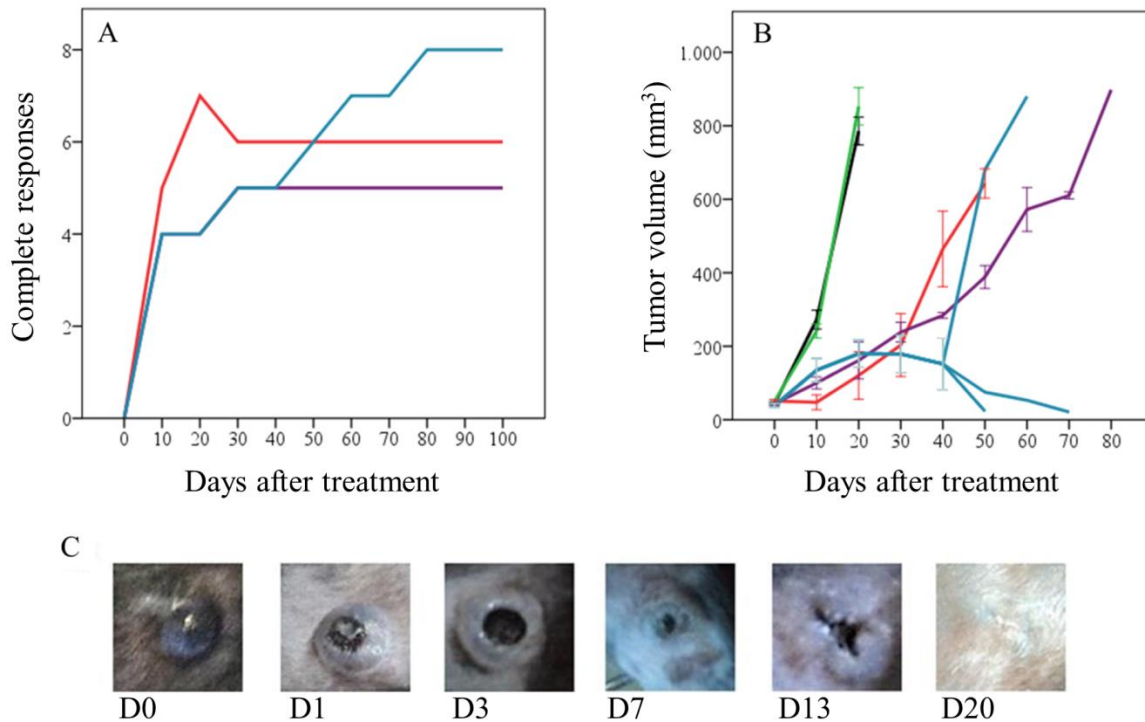 A
8
6
4
2
0
0 10 20 30 40 50 60 70 80 90 100
Complete responses
Days after treatment
B
1.000
800
600
400
200
0
0 10 20 30 40 50 60 70 80
Tumor volume (mm³)
Days after treatment
C
D0 D1 D3 D7 D13 D20